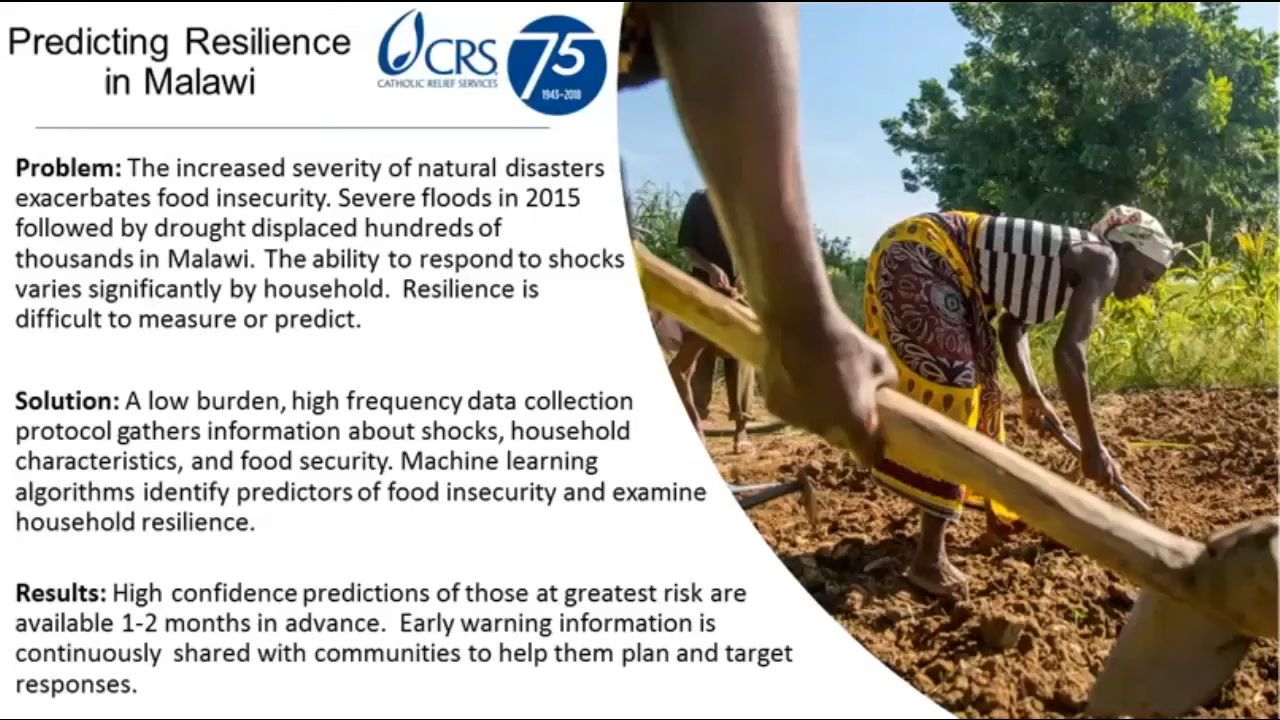 Predicting Resilience
in Malawi
CRS
CATHOLIC RELIEF SERVICES
75
1943–2018
Problem: The increased severity of natural disasters
exacerbates food insecurity. Severe floods in 2015
followed by drought displaced hundreds of
thousands in Malawi. The ability to respond to shocks
varies significantly by household. Resilience is
difficult to measure or predict.
Solution: A low burden, high frequency data collection
protocol gathers information about shocks, household
characteristics, and food security. Machine learning
algorithms identify predictors of food insecurity and examine
household resilience.
Results: High confidence predictions of those at greatest risk are
available 1-2 months in advance. Early warning information is
continuously shared with communities to help them plan and target
responses.